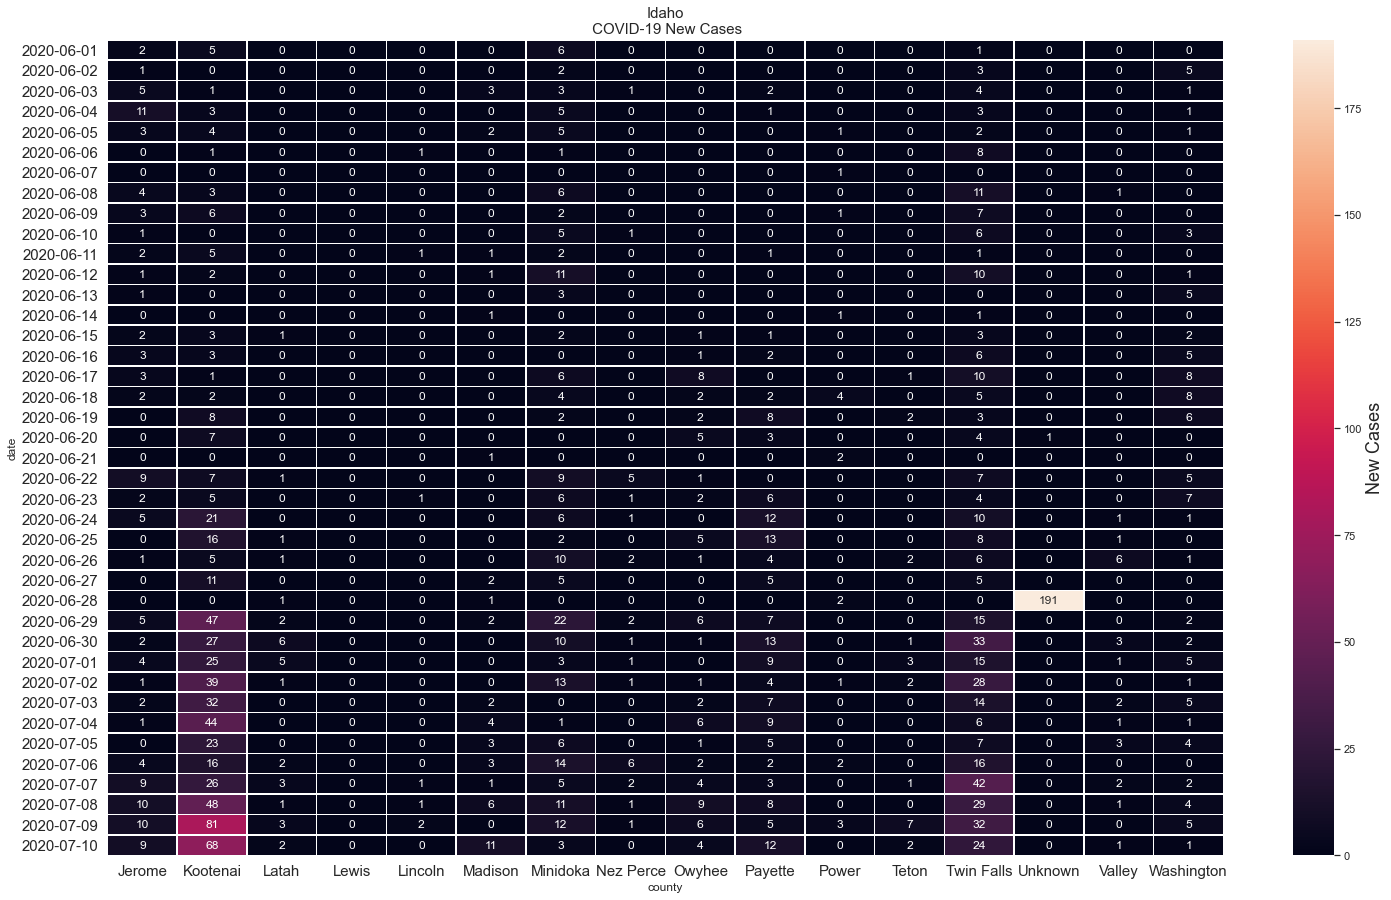 Idaho
COVID-19 New Cases
2020-06-01 2 5 0 0 0 0 6 0 0 0 0 0 1 0 0 0
2020-06-02 1 0 0 0 0 0 2 0 0 0 0 0 3 0 0 5
2020-06-03 5 1 0 0 0 3 3 1 0 2 0 0 4 0 0 1
2020-06-04 11 3 0 0 0 0 5 0 0 1 0 0 3 0 0 1
2020-06-05 3 4 0 0 0 2 5 0 0 0 1 0 2 0 0 1
2020-06-06 0 1 0 0 1 0 1 0 0 0 0 0 8 0 0 0
2020-06-07 0 0 0 0 0 0 0 0 0 0 1 0 0 0 0 0
2020-06-08 4 3 0 0 0 0 6 0 0 0 0 0 11 0 1 0
2020-06-09 3 6 0 0 0 0 2 0 0 0 1 0 7 0 0 0
2020-06-10 1 0 0 0 0 0 5 1 0 0 0 0 6 0 0 3
2020-06-11 2 5 0 0 1 1 2 0 0 1 0 0 1 0 0 0
2020-06-12 1 2 0 0 0 1 11 0 0 0 0 0 10 0 0 1
2020-06-13 1 0 0 0 0 0 3 0 0 0 0 0 0 0 0 5
2020-06-14 0 0 0 0 0 1 0 0 0 0 1 0 1 0 0 0
2020-06-15 2 3 1 0 0 0 2 0 1 1 0 0 3 0 0 2
2020-06-16 3 3 0 0 0 0 0 0 1 2 0 0 6 0 0 5
2020-06-17 3 1 0 0 0 0 6 0 8 0 0 1 10 0 0 8
2020-06-18 2 2 0 0 0 0 4 0 2 2 4 0 5 0 0 8
2020-06-19 0 8 0 0 0 0 2 0 2 8 0 2 3 0 0 6
2020-06-20 0 7 0 0 0 0 0 0 5 3 0 0 4 1 0 0
2020-06-21 0 0 0 0 0 1 0 0 0 0 2 0 0 0 0 0
2020-06-22 9 7 1 0 0 0 9 5 1 0 0 0 7 0 0 5
2020-06-23 2 5 0 0 1 0 6 1 2 6 0 0 4 0 0 7
2020-06-24 5 21 0 0 0 0 6 1 0 12 0 0 10 0 1 1
2020-06-25 0 16 1 0 0 0 2 0 5 13 0 0 8 0 1 0
2020-06-26 1 5 1 0 0 0 10 2 1 4 0 2 6 0 6 1
2020-06-27 0 11 0 0 0 2 5 0 0 5 0 0 5 0 0 0
2020-06-28 0 0 1 0 0 1 0 0 0 0 2 0 0 191 0 0
2020-06-29 5 47 2 0 0 2 22 2 6 7 0 0 15 0 0 2
2020-06-30 2 27 6 0 0 0 10 1 1 13 0 1 33 0 3 2
2020-07-01 4 25 5 0 0 0 3 1 0 9 0 3 15 0 1 5
2020-07-02 1 39 1 0 0 0 13 1 1 4 1 2 28 0 0 1
2020-07-03 2 32 0 0 0 2 0 0 2 7 0 0 14 0 2 5
2020-07-04 1 44 0 0 0 4 1 0 6 9 0 0 6 0 1 1
2020-07-05 0 23 0 0 0 3 6 0 1 5 0 0 7 0 3 4
2020-07-06 4 16 2 0 0 3 14 6 2 2 2 0 16 0 0 0
2020-07-07 9 26 3 0 1 1 5 2 4 3 0 1 42 0 2 2
2020-07-08 10 48 1 0 1 6 11 1 9 8 0 0 29 0 1 4
2020-07-09 10 81 3 0 2 0 12 1 6 5 3 7 32 0 0 5
2020-07-10 9 68 2 0 0 11 3 0 4 12 0 2 24 0 1 1
Jerome Kootenai Latah Lewis Lincoln Madison Minidoka Nez Perce Owyhee Payette Power Teton Twin Falls Unknown Valley Washington
county
date
175
150
125
100
75
50
25
0
New Cases